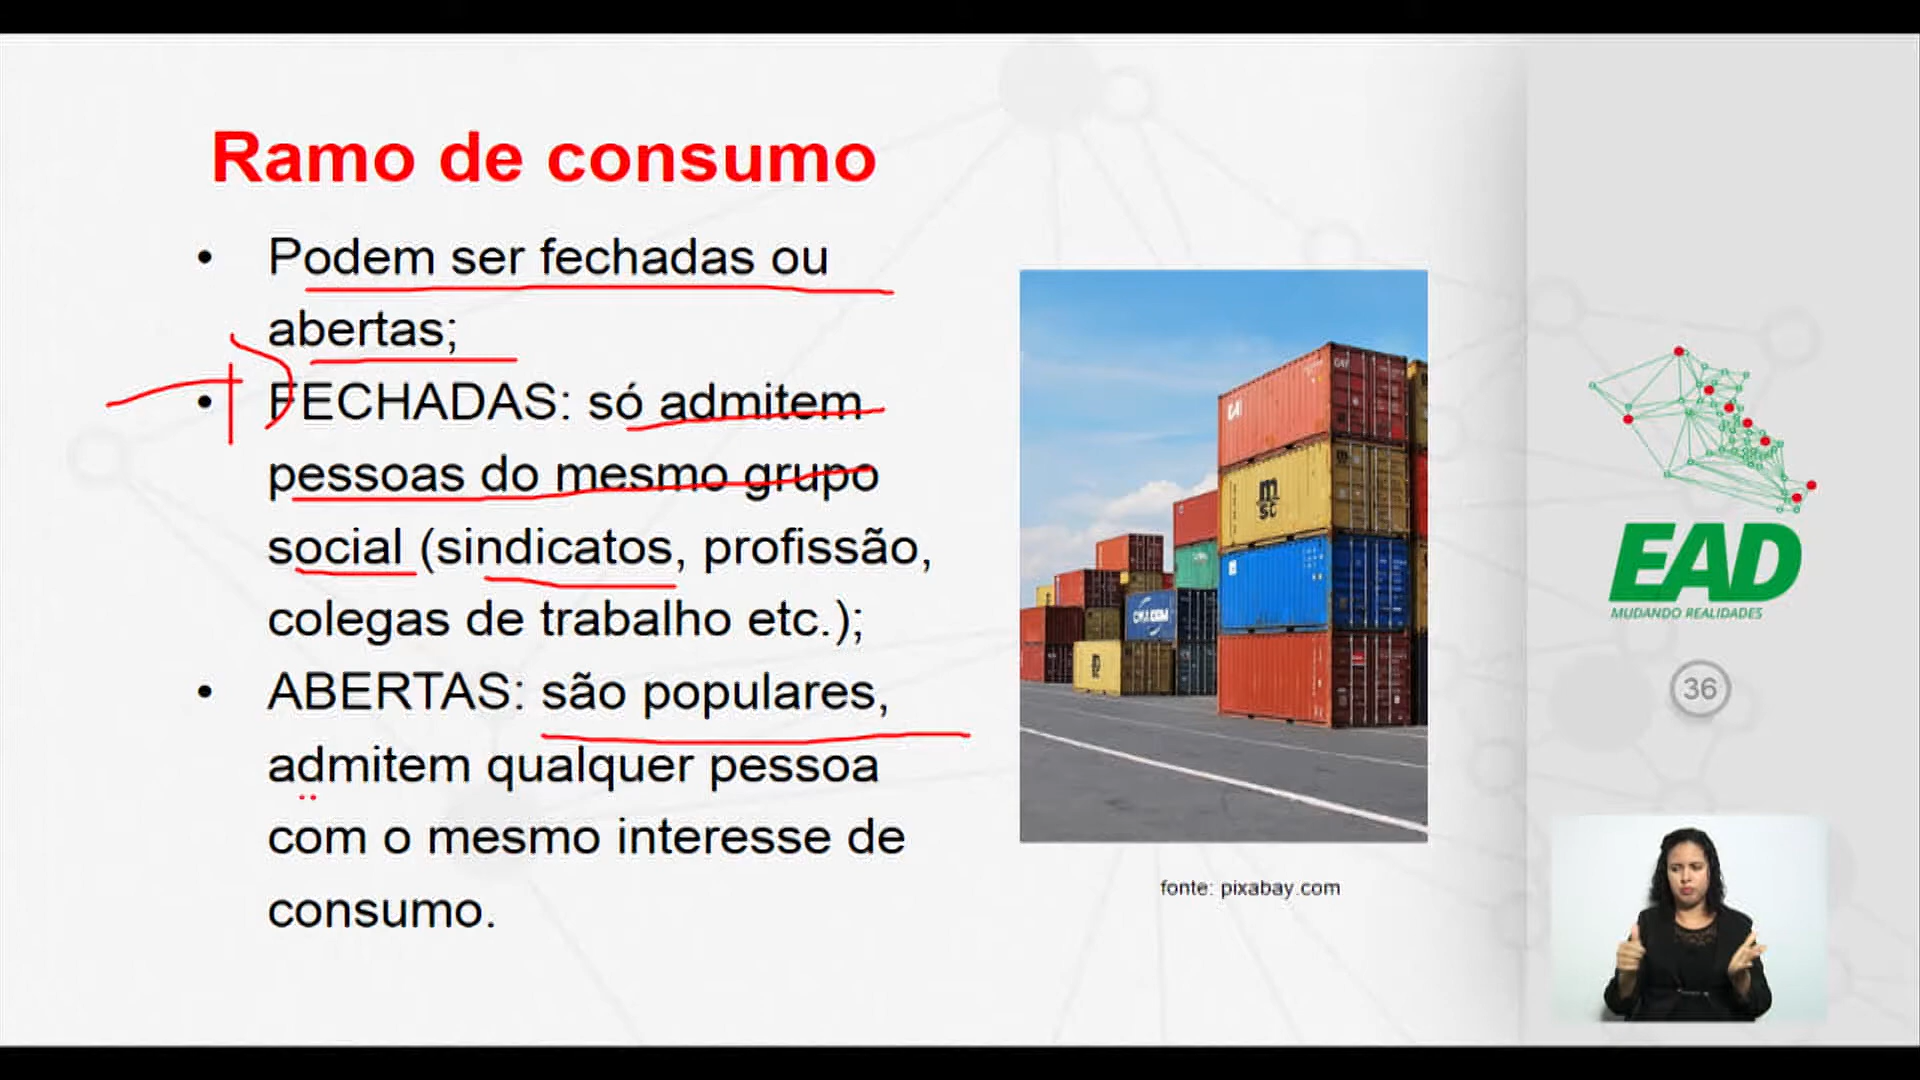 Ramo de consumo
• Podem ser fechadas ou
abertas;
• FECHADAS: só admitem
pessoas do mesmo grupo
social (sindicatos, profissão,
colegas de trabalho etc.);
• ABERTAS: são populares,
admitem qualquer pessoa
com o mesmo interesse de
consumo.
fonte: pixabay.com
EAD
MUDANDO REALIDADES
36